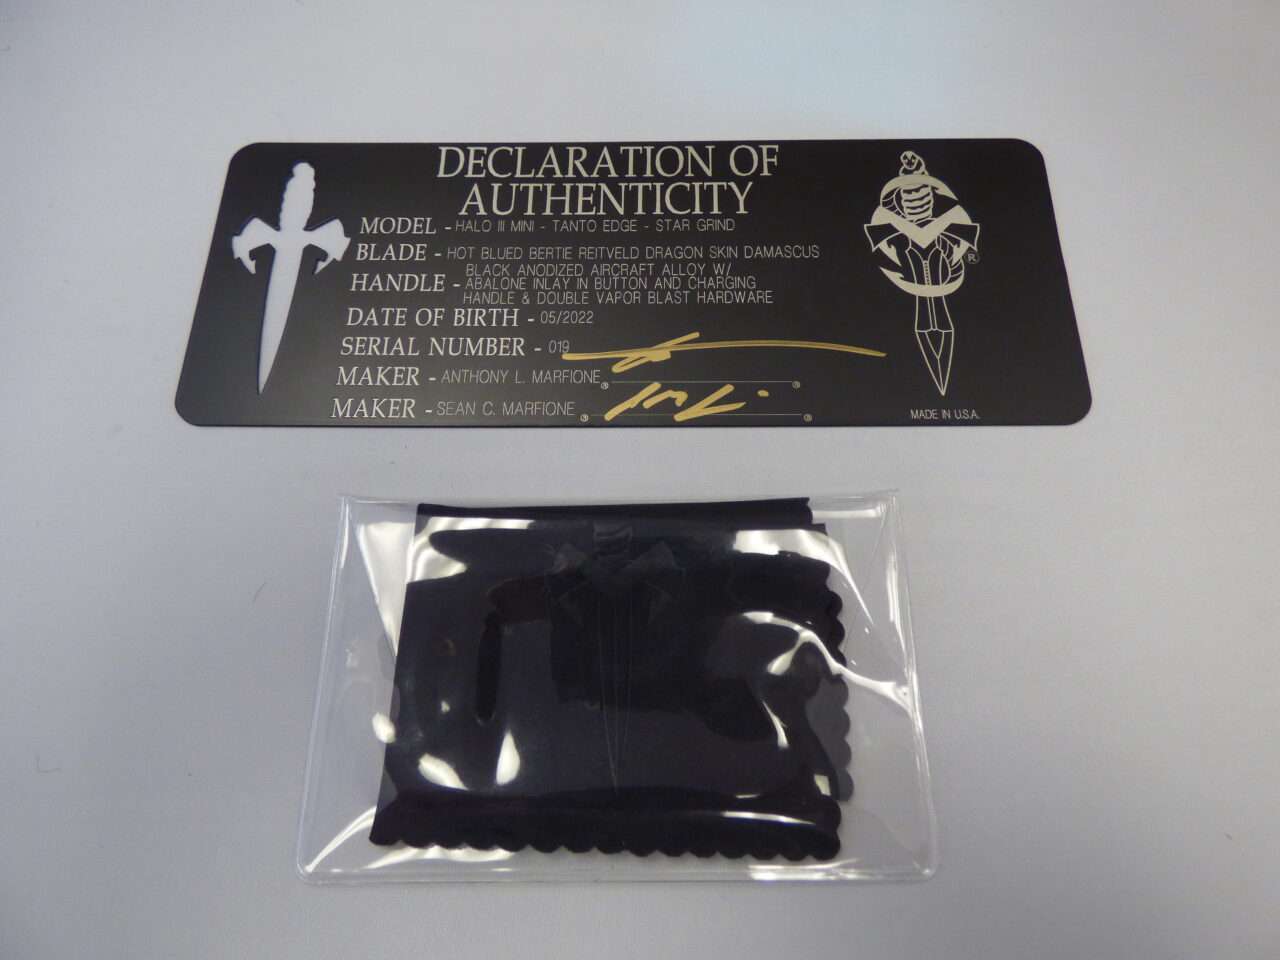 DECLARATION OF
AUTHENTICITY
MODEL - HALO III MINI - TANTO EDGE - STAR GRIND
BLADE - HOT BLUED BERTIE REITVELD DRAGON SKIN DAMASCUS
HANDLE - BLACK ANODIZED AIRCRAFT ALLOY W/
ABALONE INLAY IN BUTTON AND CHARGING
HANDLE & DOUBLE VAPOR BLAST HARDWARE
DATE OF BIRTH - 05/2022
SERIAL NUMBER - 019
MAKER - ANTHONY L. MARFIONE ® ®
MAKER - SEAN C. MARFIONE ® ®
®
MADE IN U.S.A.